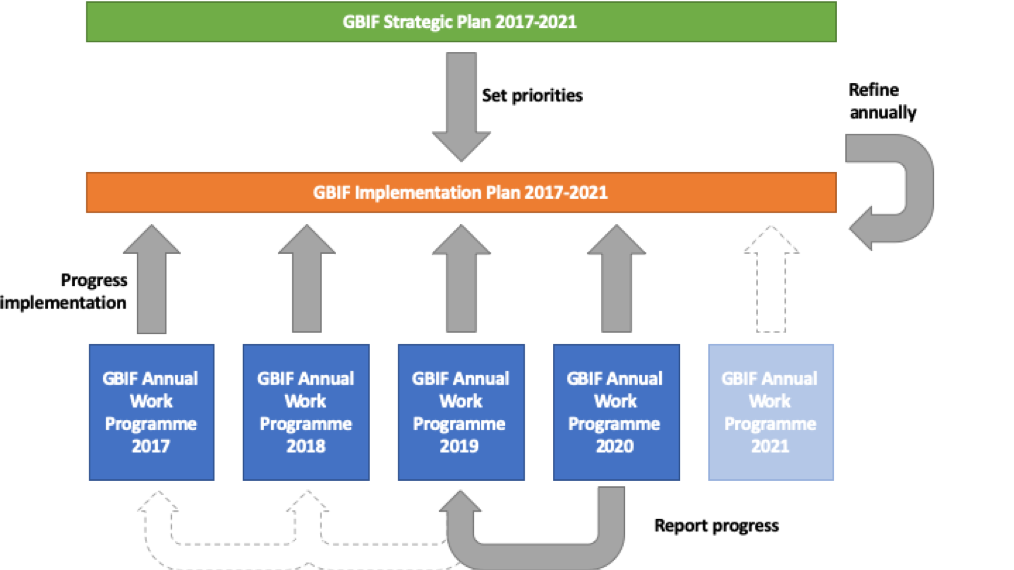 GBIF Strategic Plan 2017-2021
Set priorities
Refine
annually
GBIF Implementation Plan 2017-2021
Progress
implementation
GBIF Annual
Work
Programme
2017
GBIF Annual
Work
Programme
2018
GBIF Annual
Work
Programme
2019
GBIF Annual
Work
Programme
2020
GBIF Annual
Work
Programme
2021
Report progress